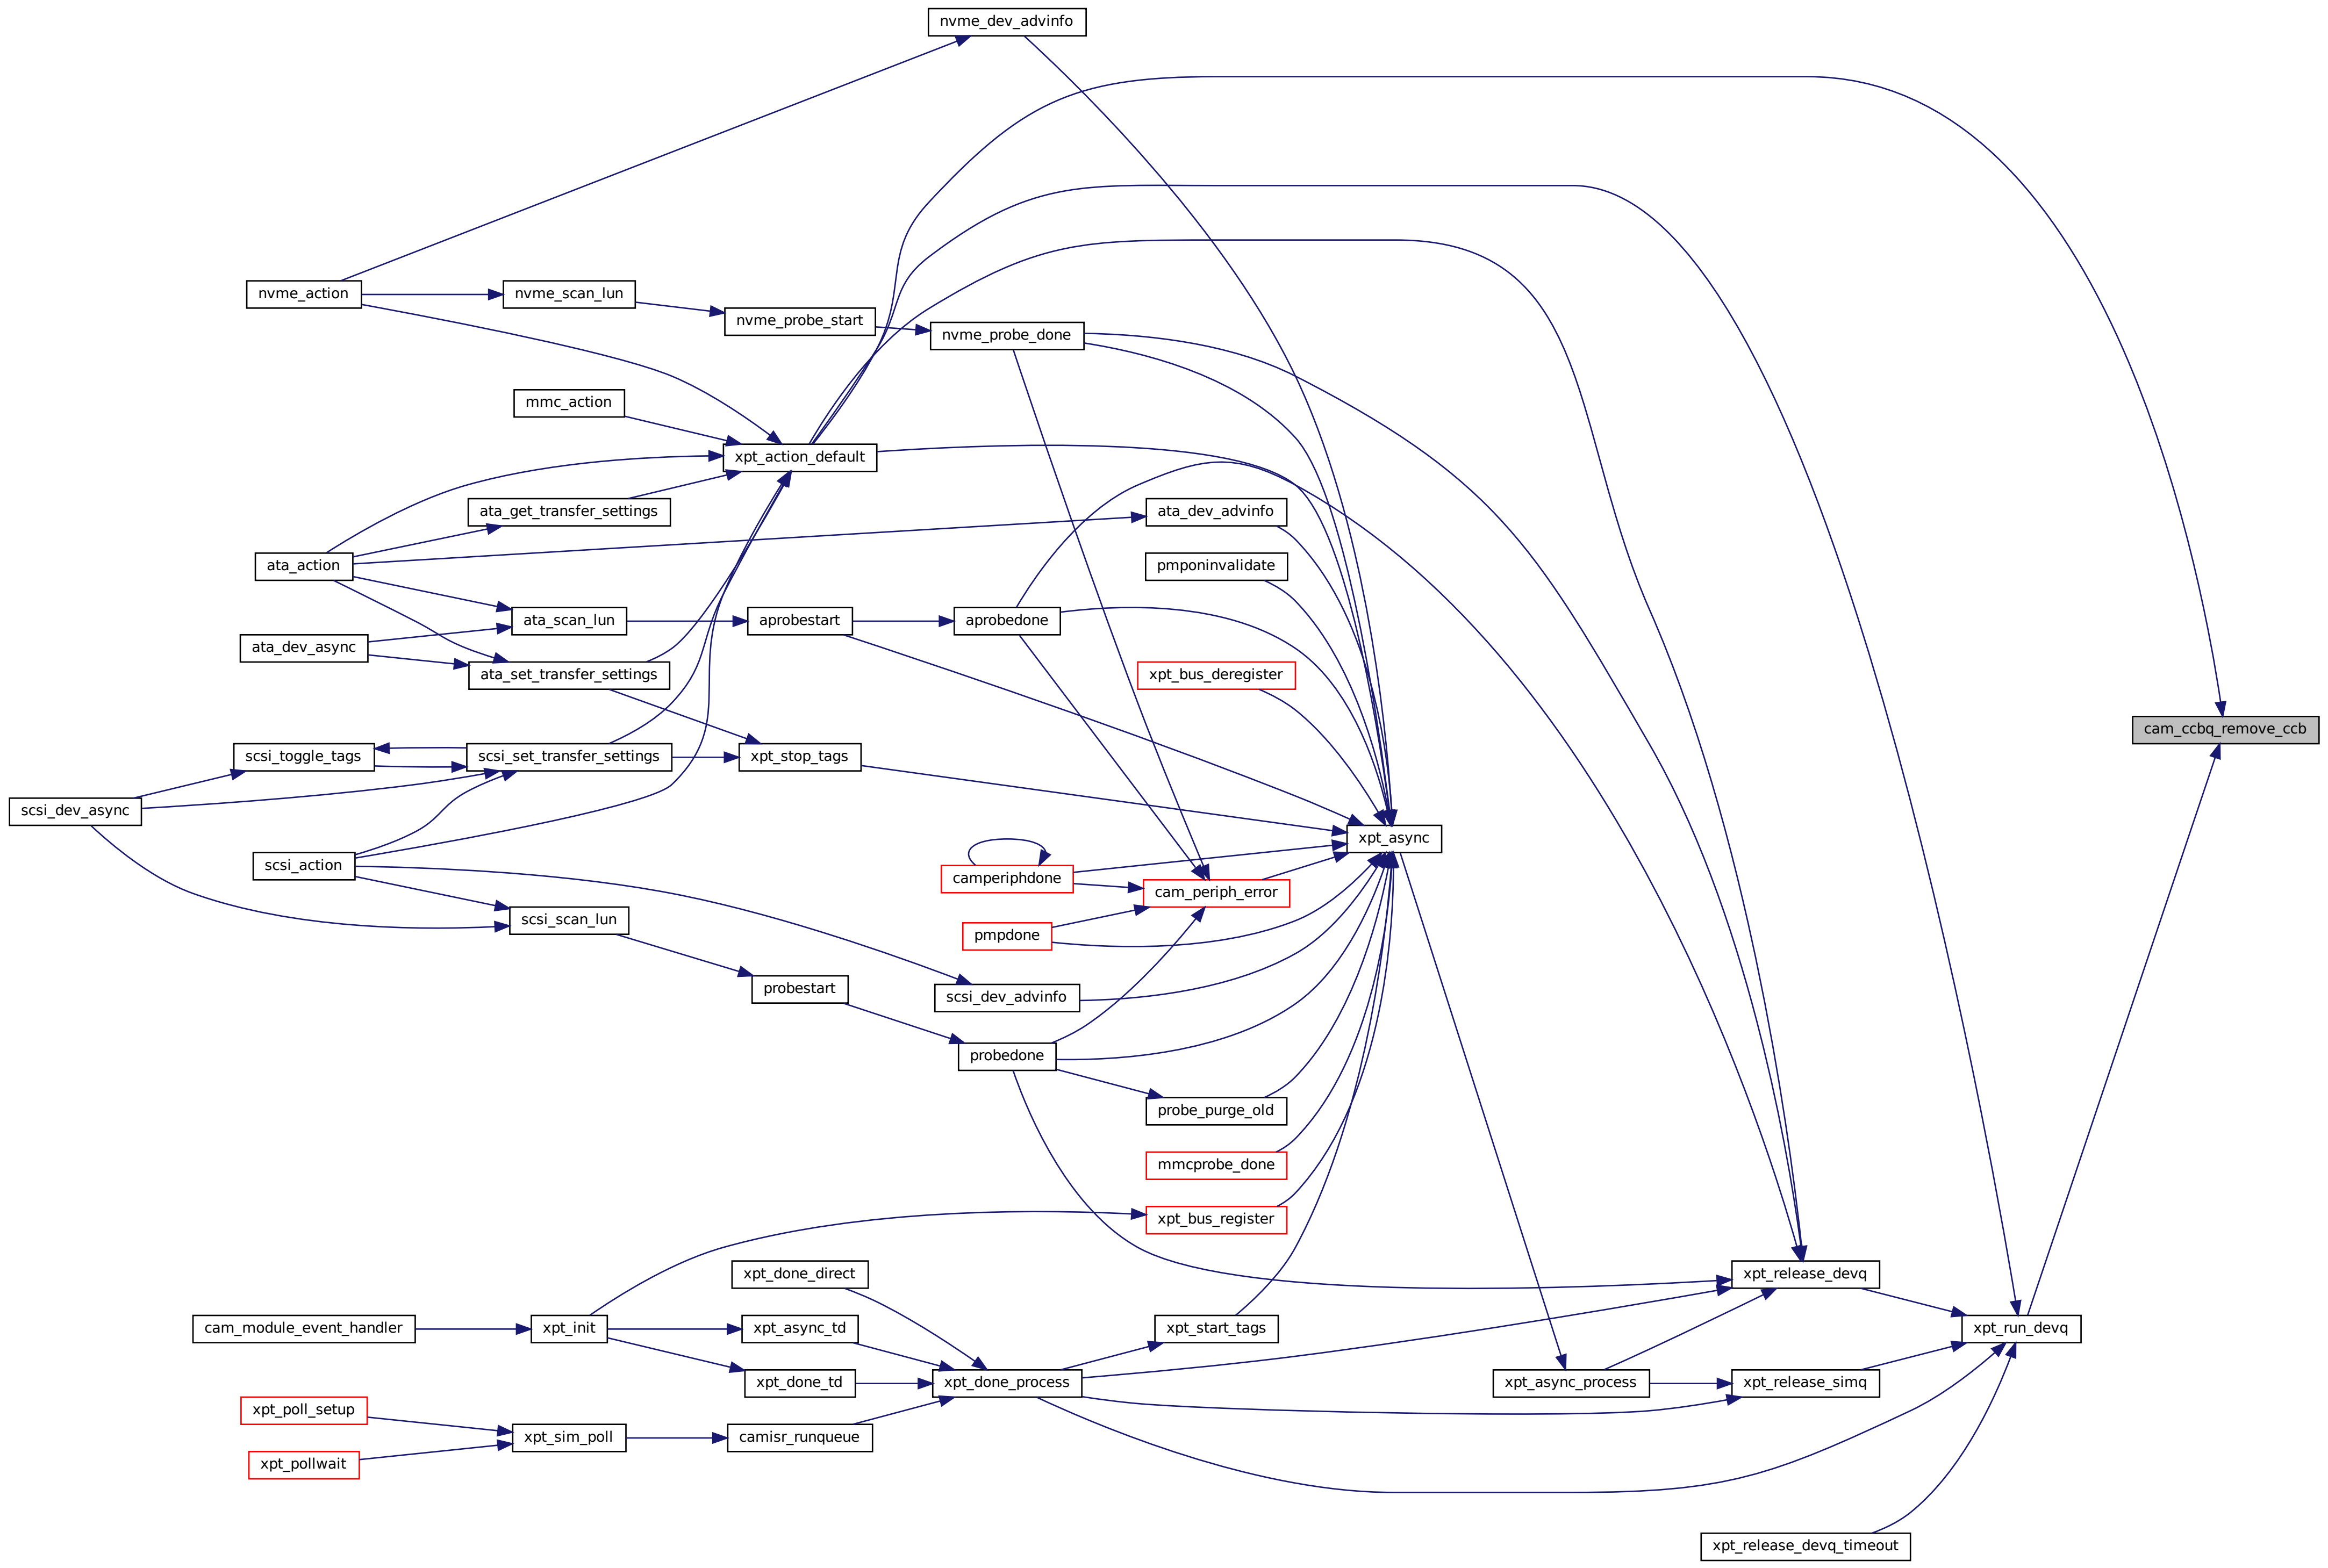 nvme_dev_advinfo
nvme_action
nvme_scan_lun
nvme_probe_start
nvme_probe_done
mmc_action
xpt_action_default
ata_get_transfer_settings
ata_dev_advinfo
ata_action
pmponinvalidate
ata_scan_lun
aprobestart
aprobedone
ata_dev_async
ata_set_transfer_settings
xpt_bus_deregister
cam_ccbq_remove_ccb
scsi_toggle_tags
scsi_set_transfer_settings
xpt_stop_tags
scsi_dev_async
xpt_async
scsi_action
camperiphdone
cam_periph_error
scsi_scan_lun
pmpdone
probestart
scsi_dev_advinfo
probedone
probe_purge_old
mmcprobe_done
xpt_bus_register
xpt_done_direct
xpt_release_devq
cam_module_event_handler
xpt_init
xpt_async_td
xpt_start_tags
xpt_run_devq
xpt_done_td
xpt_done_process
xpt_async_process
xpt_release_simq
xpt_poll_setup
xpt_sim_poll
camisr_runqueue
xpt_pollwait
xpt_release_devq_timeout